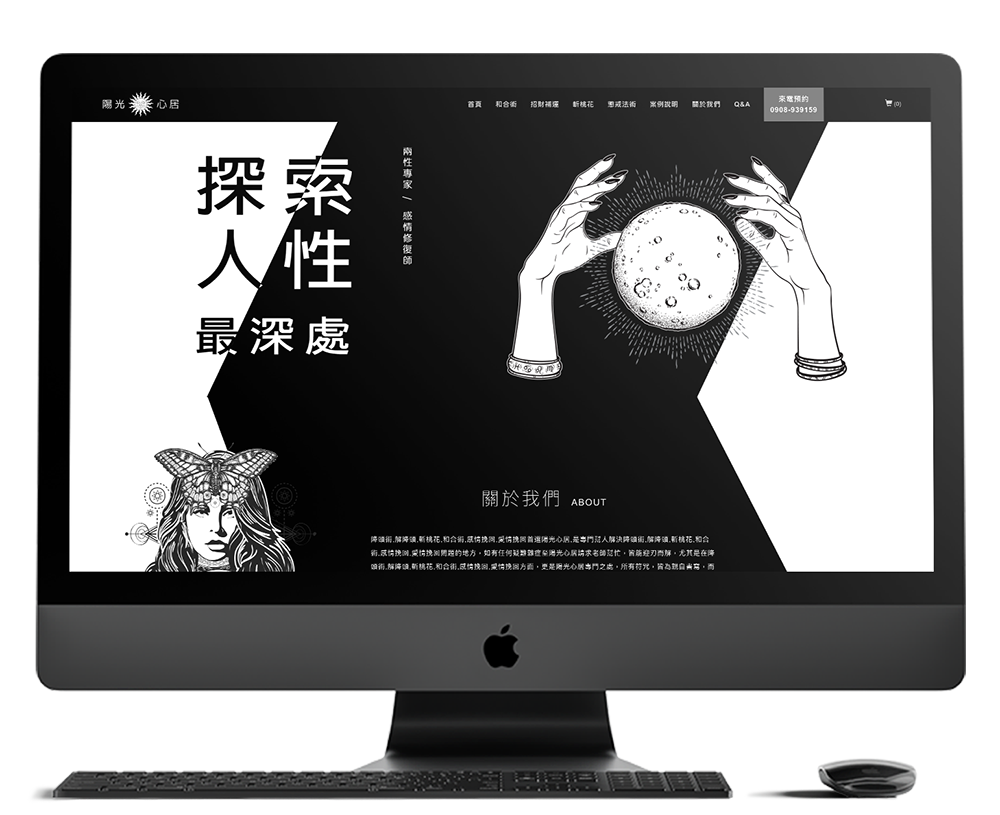 陽光心居
首頁 和合術 招財補運 斬桃花 懲戒法術 案例說明 關於我們 Q&A
來電預約
0908-939159
(0)
探索
人性
最深處
兩性專家 / 感情修復師
關於我們 ABOUT
降頭術.解降頭.斬桃花.和合術.感情挽回.愛情挽回首選陽光心居.是專門幫人解決降頭術.解降頭.斬桃花.和合
術.感情挽回.愛情挽回問題的地方，如有任何疑難雜症來陽光心居請求老師幫忙，皆能迎刃而解，尤其是在降
頭術.解降頭.斬桃花.和合術.感情挽回.愛情挽回方面，更是陽光心居專門之處，所有符咒，皆為親自書寫，而